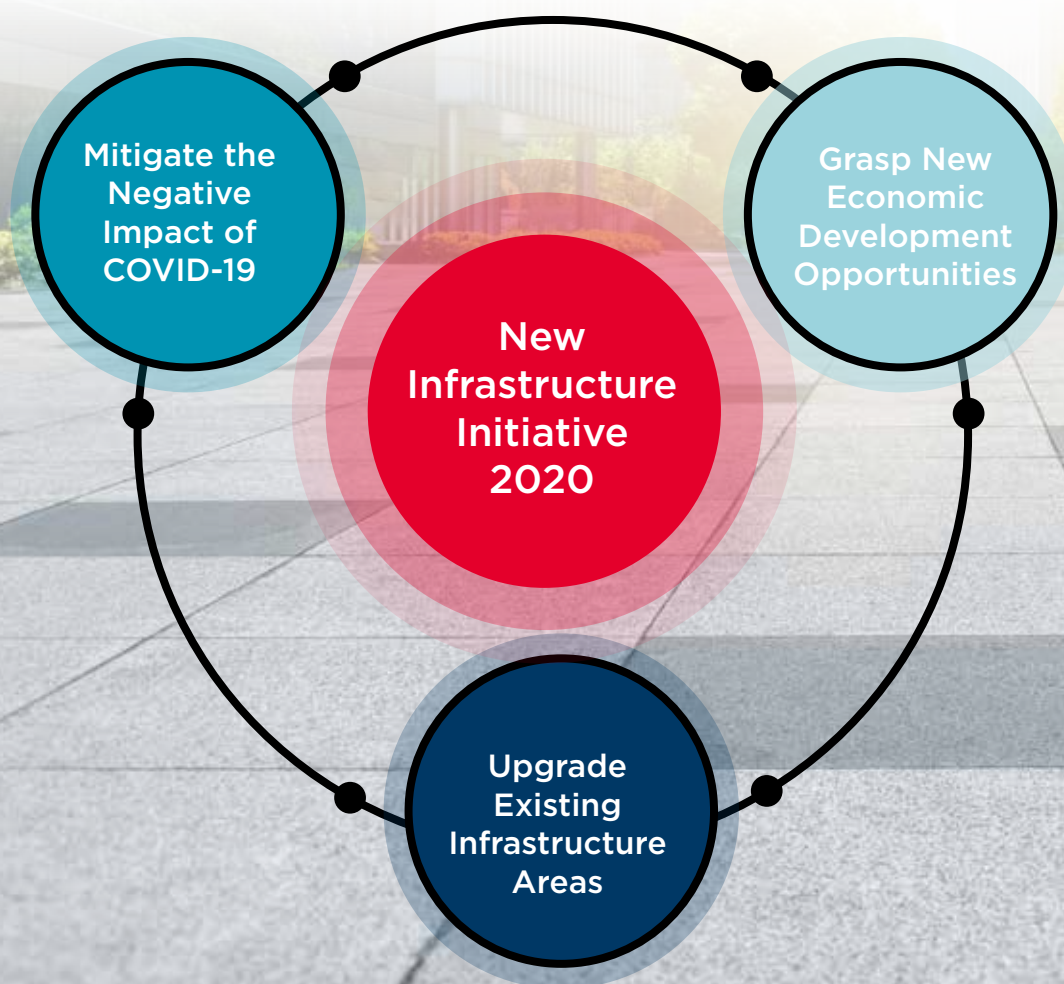 Mitigate the
Negative
Impact of
COVID-19
Grasp New
Economic
Development
Opportunities
New
Infrastructure
Initiative
2020
Upgrade
Existing
Infrastructure
Areas